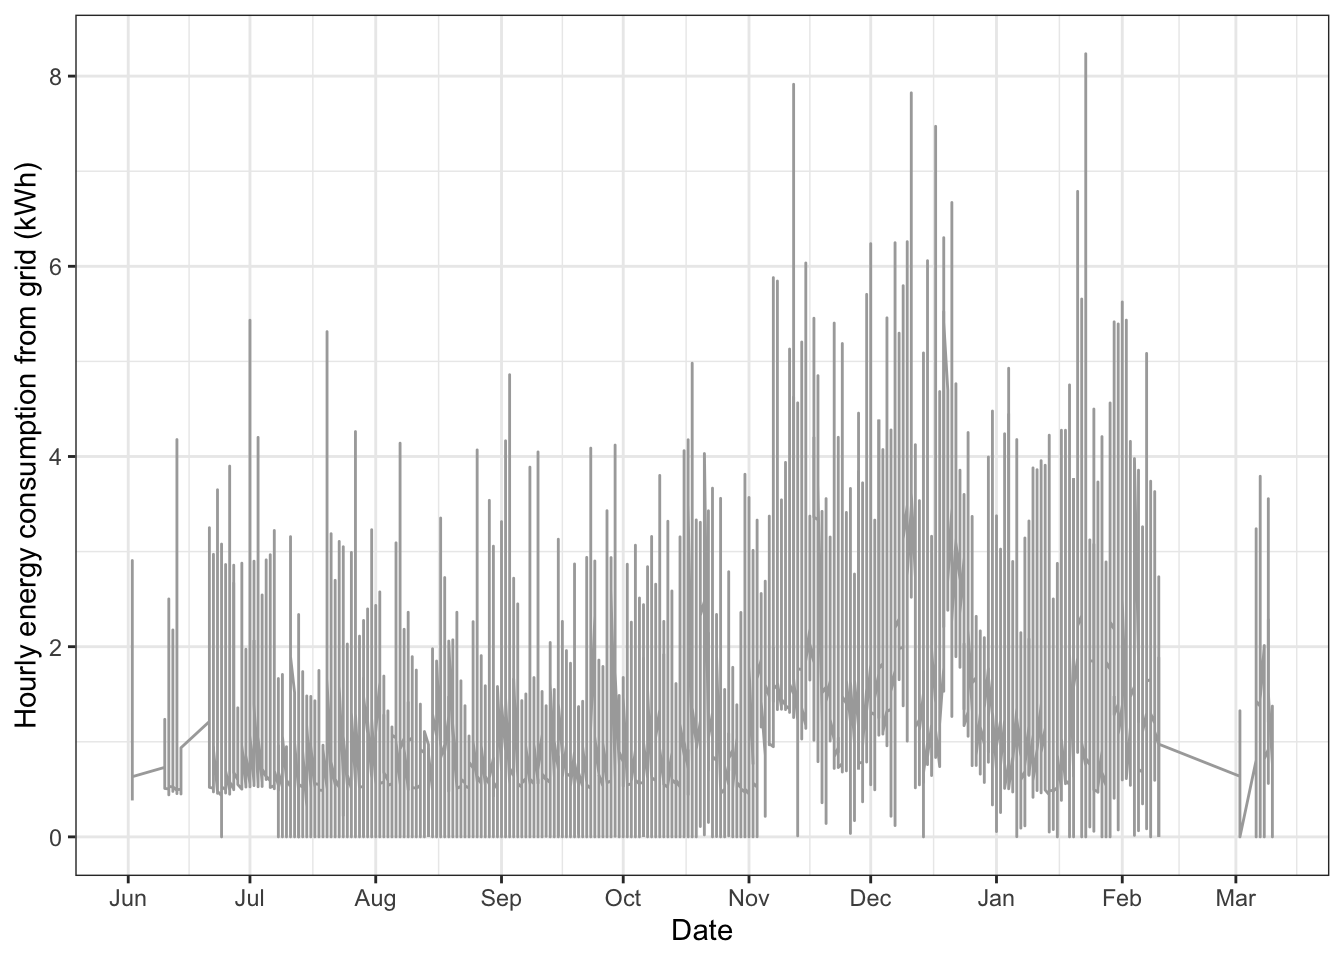 Hourly energy consumption from grid (kWh)
8
6
4
2
0
Jun Jul Aug Sep Oct Nov Dec Jan Feb Mar
Date